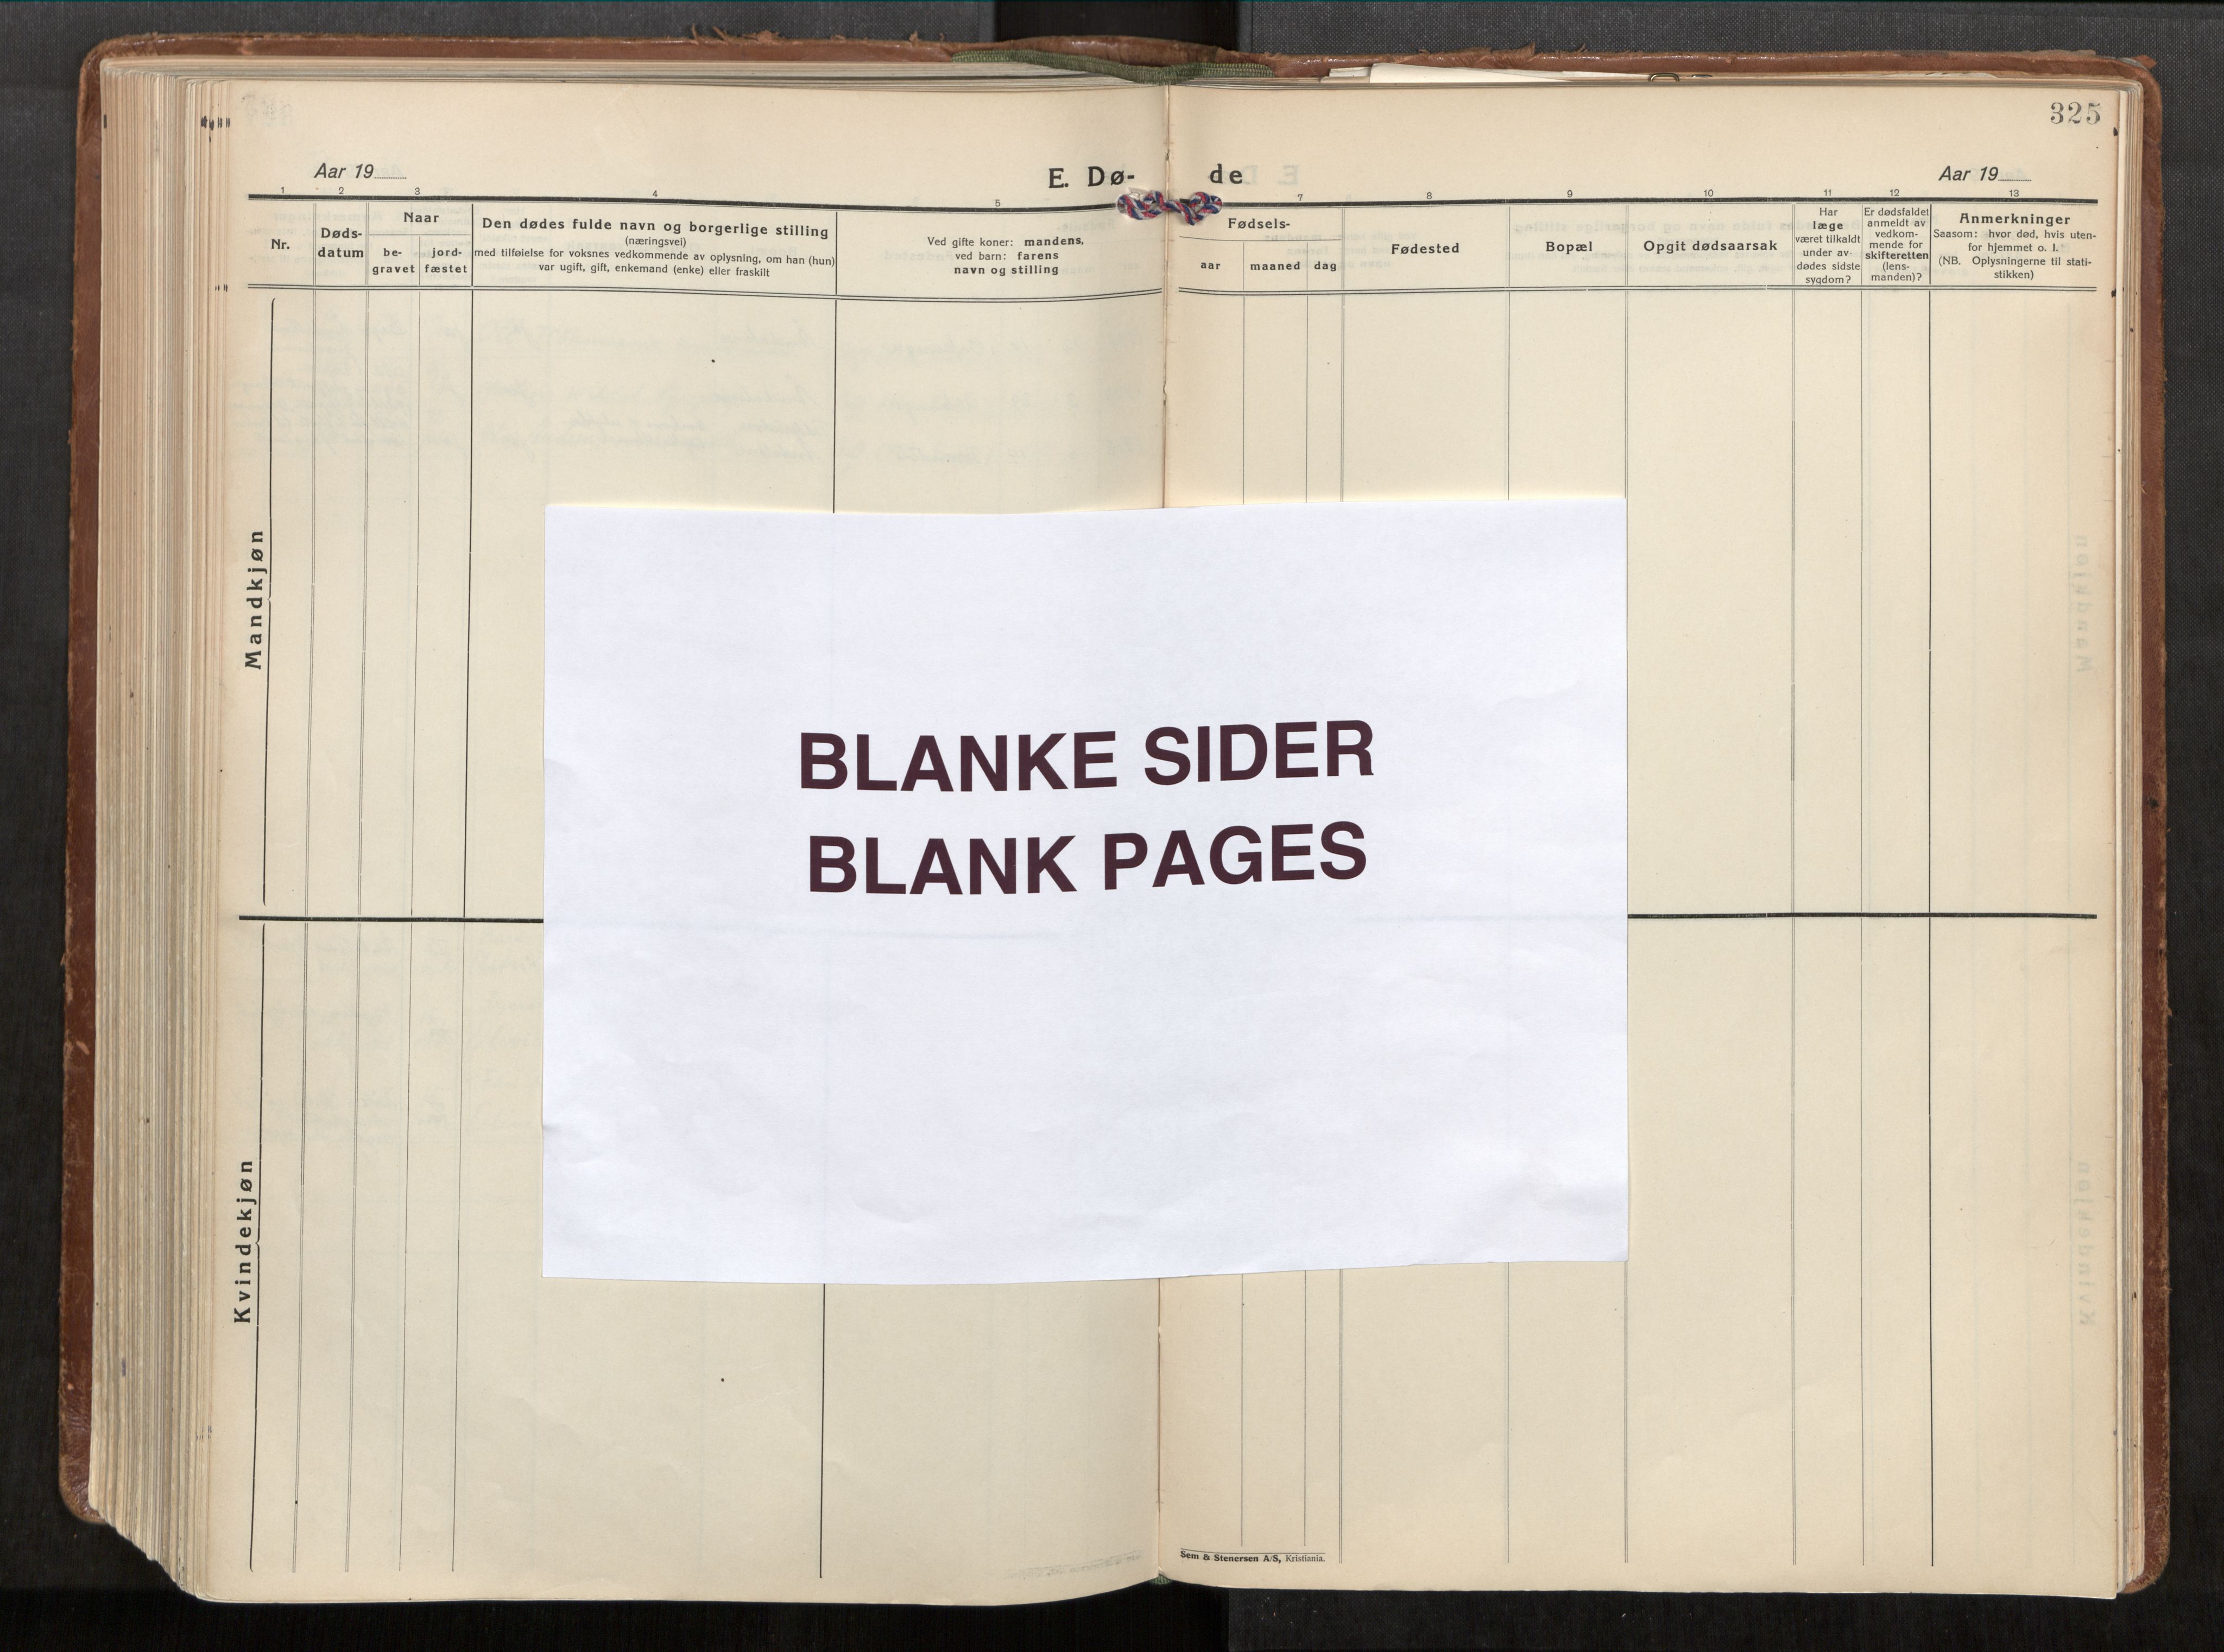 325
Aar 19
E. Dø-
de
Aar 19
1
2
3
4
5
7
8
9
10
11
12
13
Nr.
Døds-
datum
Naar
be-
gravet
jord-
fæstet
Den dødes fulde navn og borgerlige stilling
(næringsvei)
med tilføielse for voksnes vedkommende av oplysning, om han (hun)
var ugift, gift, enkemand (enke) eller fraskilt
Ved gifte koner: mandens,
ved barn: farens
navn og stilling
Fødsels-
aar
maaned
dag
Fødested
Bopæl
Opgit dødsaarsak
Har
læge
været tilkaldt
under av-
dødes sidste
sygdom?
Er dødsfaldet
anmeldt av
vedkom-
mende for
skifteretten
(lens-
manden)?
Anmerkninger
Saasom: hvor død, hvis uten-
for hjemmet o. l.
(NB. Oplysningerne til stati-
stikken)
Mandkjøn
BLANKE SIDER
BLANK PAGES
Kvindekjøn
Sem & Stenersen A/S, Kristiania.